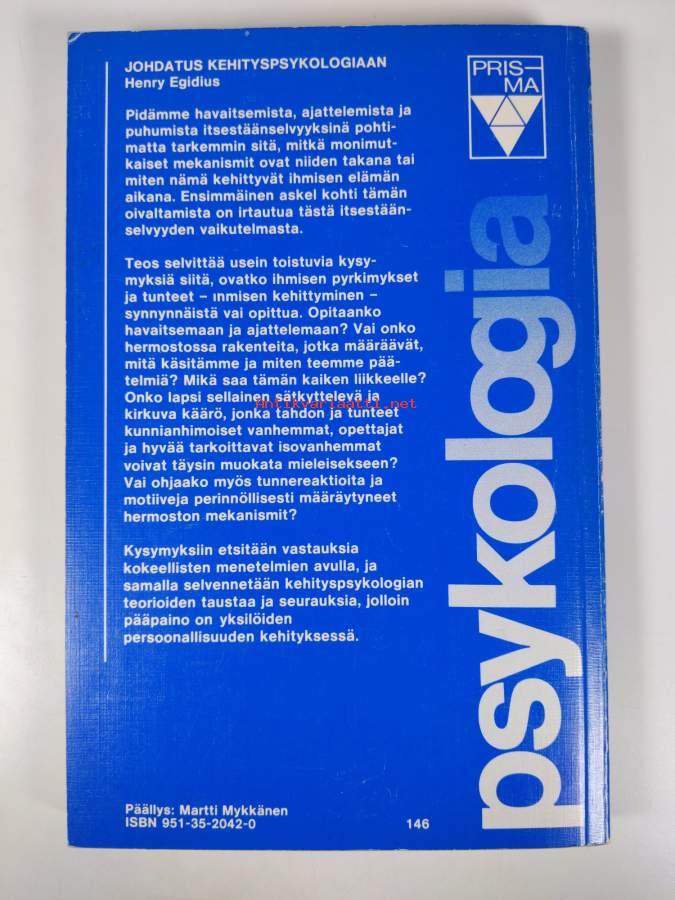 JOHDATUS KEHITYSPSYKOLOGIAAN
Henry Egidius
Pidämme havaitsemista, ajattelemista ja
puhumista itsestäänselvyyksinä pohti-
matta tarkemmin sitä, mitkä monimut-
kaiset mekanismit ovat niiden takana tai
miten nämä kehittyvät ihmisen elämän
aikana. Ensimmäinen askel kohti tämän
oivaltamista on irtautua tästä itsestään-
selvyyden vaikutelmasta.
Teos selvittää usein toistuvia kysy-
myksiä siitä, ovatko ihmisen pyrkimykset
ja tunteet – ınmisen kehittyminen –
synnynnäistä vai opittua. Opitaanko
havaitsemaan ja ajattelemaan? Vai onko
hermostossa rakenteita, jotka määräävät,
mitä käsitämme ja miten teemme pää-
telmiä? Mikä saa tämän kaiken liikkeelle?
Onko lapsi sellainen sätkyttelevä ja
Antikvariaatti.net
kirkuva käärö, jonka tahdon ja tunteet
kunnianhimoiset vanhemmat, opettajat
ja hyvää tarkoittavat isovanhemmat
voivat täysin muokata mieleisekseen?
Vai ohjaako myös tunnereaktioita ja
motiiveja perinnöllisesti määräytyneet
hermoston mekanismit?
Kysymyksiin etsitään vastauksia
kokeellisten menetelmien avulla, ja
samalla selvennetään kehityspsykologian
teorioiden taustaa ja seurauksia, jolloin
pääpaino on yksilöiden
persoonallisuuden kehityksessä.
Päällys: Martti Mykkänen
ISBN 951-35-2042-0
146
PRIS-
MA
psykologia